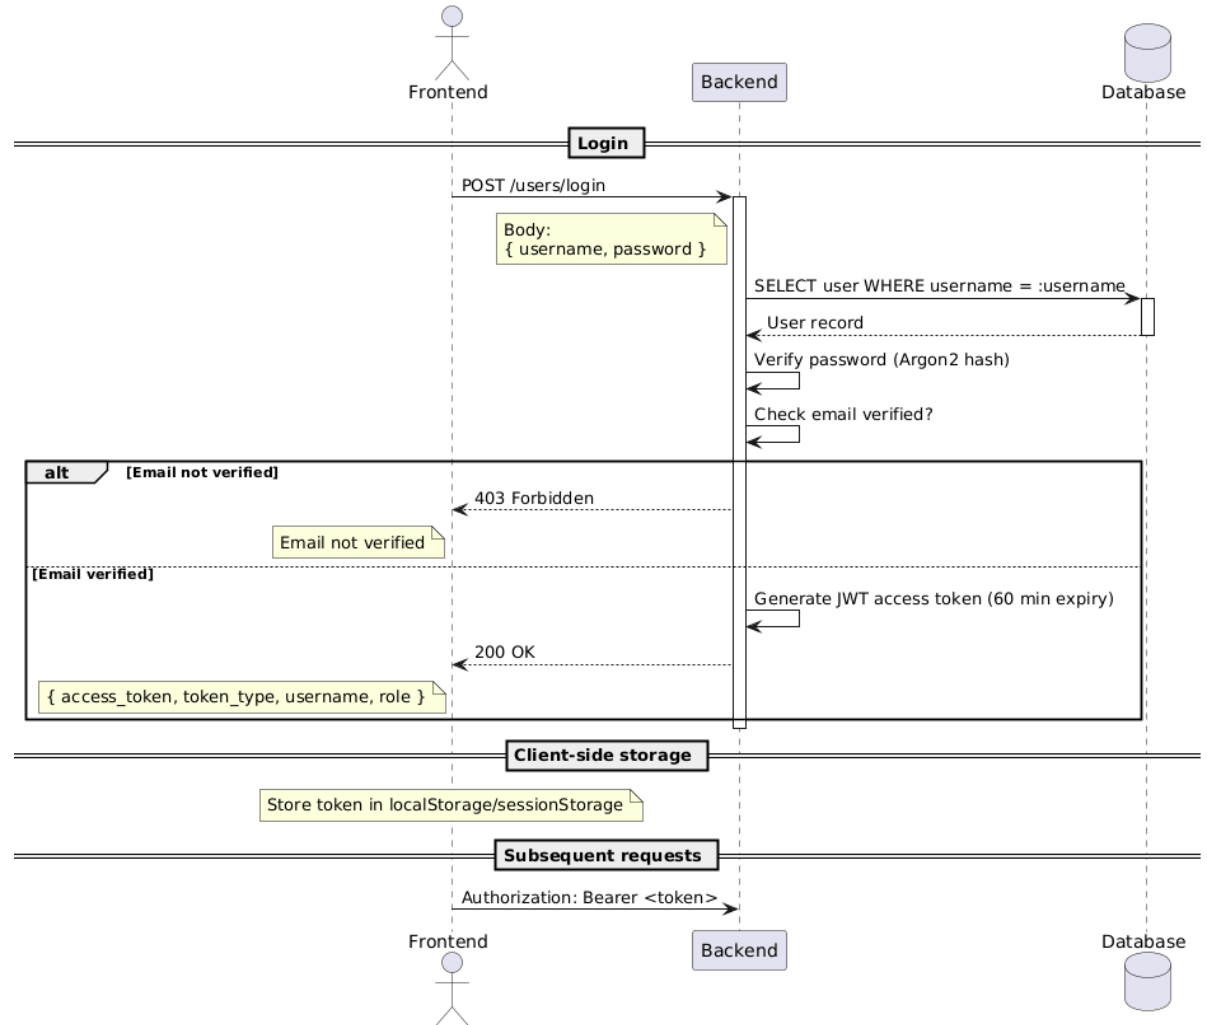 Frontend
Backend
Database
Login
POST /users/login
Body:
{ username, password }
SELECT user WHERE username = :username
User record
Verify password (Argon2 hash)
Check email verified?
alt [Email not verified]
403 Forbidden
Email not verified
[Email verified]
Generate JWT access token (60 min expiry)
200 OK
{ access_token, token_type, username, role }
Client-side storage
Store token in localStorage/sessionStorage
Subsequent requests
Authorization: Bearer <token>
Frontend
Backend
Database